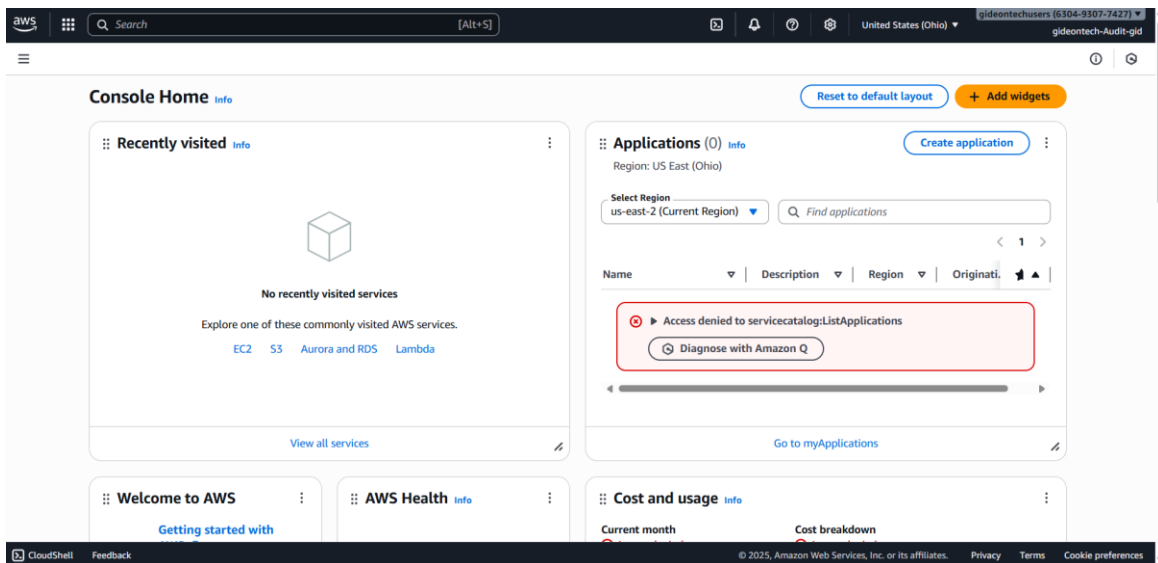 aws
Search [Alt+S]
United States (Ohio)
gideontechusers (6304-9307-7427)
gideontech-Audit-gid
Console Home Info
Reset to default layout
+ Add widgets
Recently visited Info
No recently visited services
Explore one of these commonly visited AWS services.
EC2 S3 Aurora and RDS Lambda
View all services
Applications (0) Info
Create application
Region: US East (Ohio)
Select Region
us-east-2 (Current Region)
Find applications
1
Name Description Region Originati.
Access denied to servicecatalog:ListApplications
Diagnose with Amazon Q
Go to myApplications
Welcome to AWS
Getting started with
AWS Health Info
Cost and usage Info
Current month Cost breakdown
CloudShell Feedback
© 2025, Amazon Web Services, Inc. or its affiliates. Privacy Terms Cookie preferences